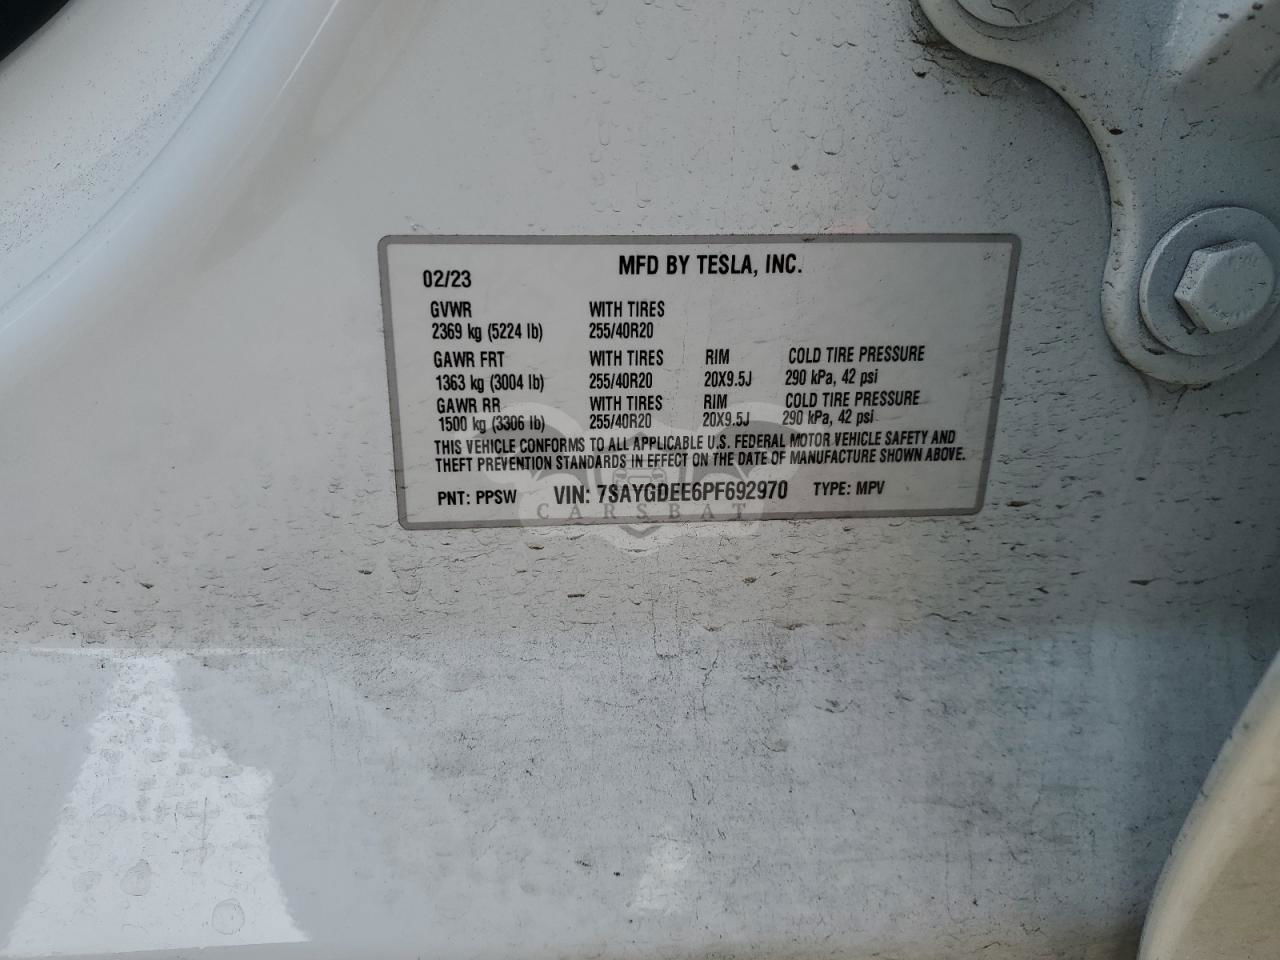 MFD BY TESLA, INC.
02/23
GVWR WITH TIRES
2369 kg (5224 lb) 255/40R20
GAWR FRT WITH TIRES RIM COLD TIRE PRESSURE
1363 kg (3004 lb) 255/40R20 20X9.5J 290 kPa, 42 psi
GAWR RR WITH TIRES RIM COLD TIRE PRESSURE
1500 kg (3306 lb) 255/40R20 20X9.5J 290 kPa, 42 psi
THIS VEHICLE CONFORMS TO ALL APPLICABLE U.S. FEDERAL MOTOR VEHICLE SAFETY AND
THEFT PREVENTION STANDARDS IN EFFECT ON THE DATE OF MANUFACTURE SHOWN ABOVE.
PNT: PPSW VIN: 7SAYGDEE6PF692970 TYPE: MPV
CARSBAT